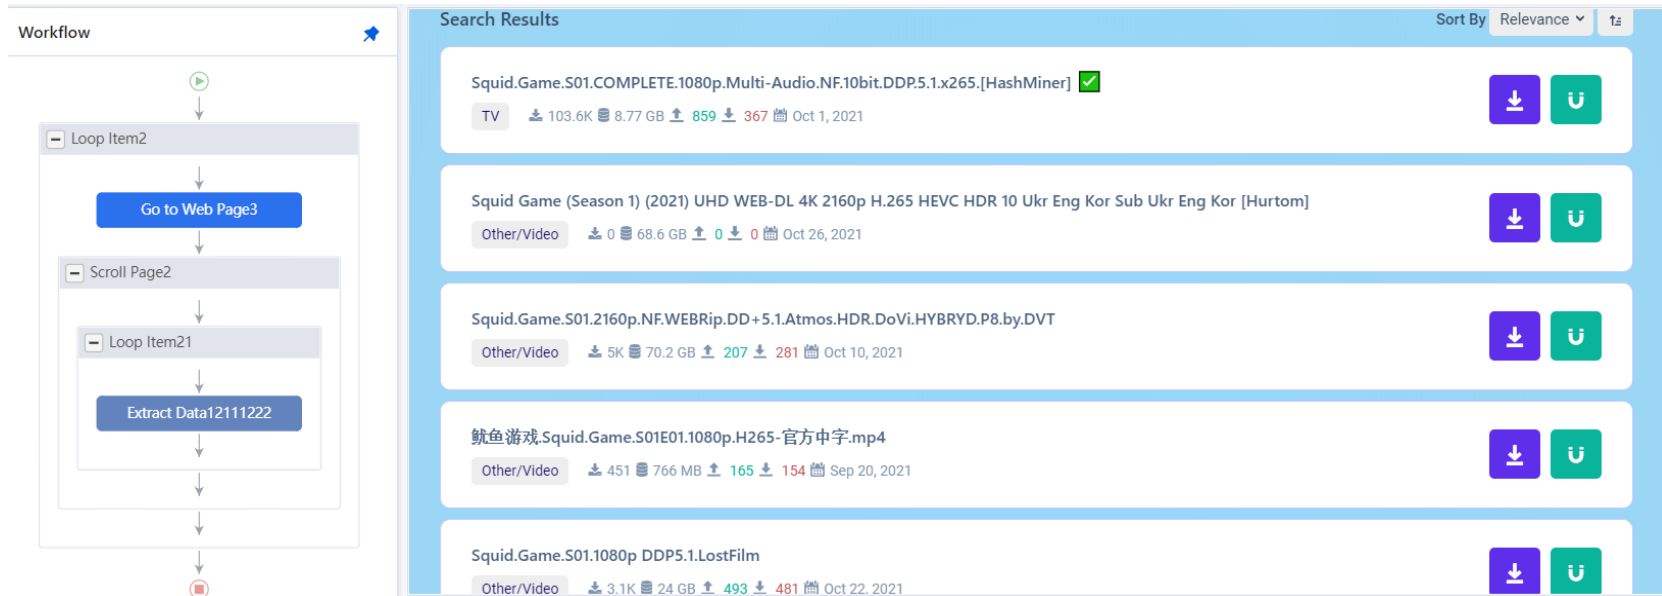 Workflow
Loop Item2
Go to Web Page3
Scroll Page2
Loop Item21
Extract Data12111222
Search Results
Sort By Relevance
Squid.Game.S01.COMPLETE.1080p.Multi-Audio.NF.10bit.DDP.5.1.x265.[HashMiner]
TV 103.6K 8.77 GB 859 367 Oct 1, 2021
Squid Game (Season 1) (2021) UHD WEB-DL 4K 2160p H.265 HEVC HDR 10 Ukr Eng Kor Sub Ukr Eng Kor [Hurtom]
Other/Video 0 68.6 GB 0 0 Oct 26, 2021
Squid.Game.S01.2160p.NF.WEBRip.DD+5.1.Atmos.HDR.DoVi.HYBRYD.P8.by.DVT
Other/Video 5K 70.2 GB 207 281 Oct 10, 2021
鱿鱼游戏.Squid.Game.S01E01.1080p.H265-官方中字.mp4
Other/Video 451 766 MB 165 154 Sep 20, 2021
Squid.Game.S01.1080p DDP5.1.LostFilm
Other/Video 3.1K 24 GB 493 481 Oct 22, 2021